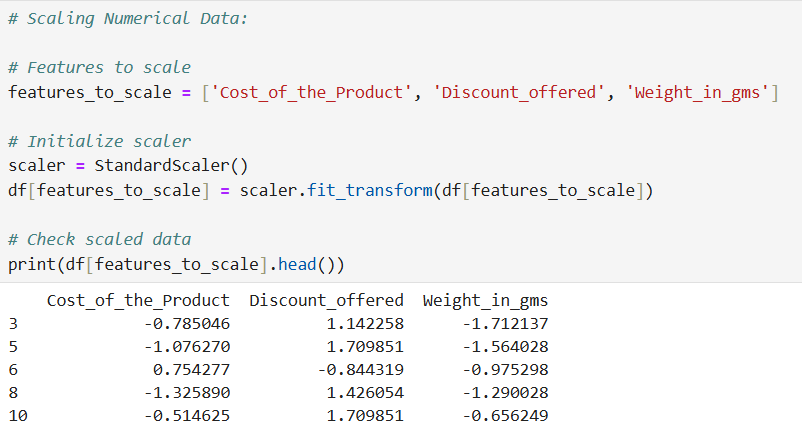 # Scaling Numerical Data:
# Features to scale
features_to_scale = ['Cost_of_the_Product', 'Discount_offered', 'Weight_in_gms']
# Initialize scaler
scaler = StandardScaler()
df[features_to_scale] = scaler.fit_transform(df[features_to_scale])
# Check scaled data
print(df[features_to_scale].head())
Cost_of_the_Product Discount_offered Weight_in_gms
3 -0.785046 1.142258 -1.712137
5 -1.076270 1.709851 -1.564028
6 0.754277 -0.844319 -0.975298
8 -1.325890 1.426054 -1.290028
10 -0.514625 1.709851 -0.656249